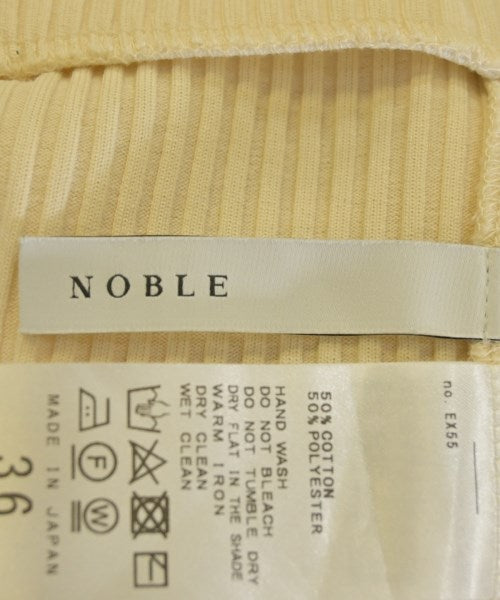 NOBLE
no. EX55
50% COTTON
50% POLYESTER
HAND WASH
DO NOT BLEACH
DO NOT TUMBLE DRY
DRY FLAT IN THE SHADE
WARM IRON
DRY CLEAN
WET CLEAN
F
W
MADE IN JAPAN
36